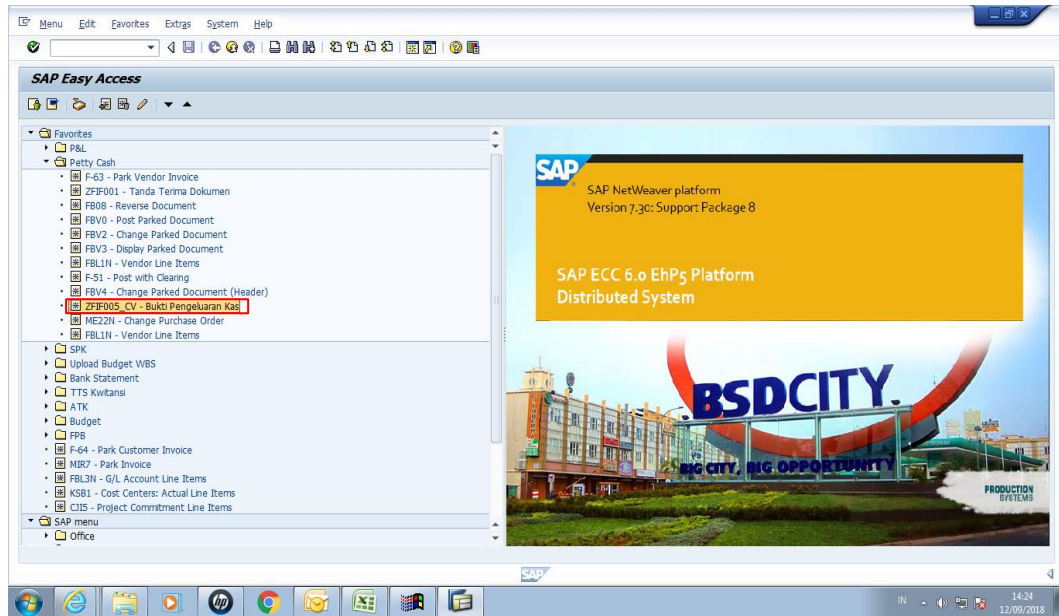 Menu Edit Favorites Extras System Help
SAP Easy Access
Favorites
P&L
Petty Cash
F-63 - Park Vendor Invoice
ZFIF001 - Tanda Terima Dokumen
FB08 - Reverse Document
FBV0 - Post Parked Document
FBV2 - Change Parked Document
FBV3 - Display Parked Document
FBL1N - Vendor Line Items
F-51 - Post with Clearing
FBV4 - Change Parked Document (Header)
ZFIF005_CV - Bukti Pengeluaran Kas
ME22N - Change Purchase Order
FBL1N - Vendor Line Items
SPK
Upload Budget WBS
Bank Statement
TTS Kwitansi
ATK
Budget
FPB
F-64 - Park Customer Invoice
MIR7 - Park Invoice
FBL3N - G/L Account Line Items
KSB1 - Cost Centers: Actual Line Items
CJI5 - Project Commitment Line Items
SAP menu
Office
SAP
SAP NetWeaver platform
Version 7.30: Support Package 8
SAP ECC 6.0 EhP5 Platform
Distributed System
BSDCITY
BIG CITY, BIG OPPORTUNITY
PRODUCTION
SYSTEMS
SAP
hp
IN
14:24
12/09/2018